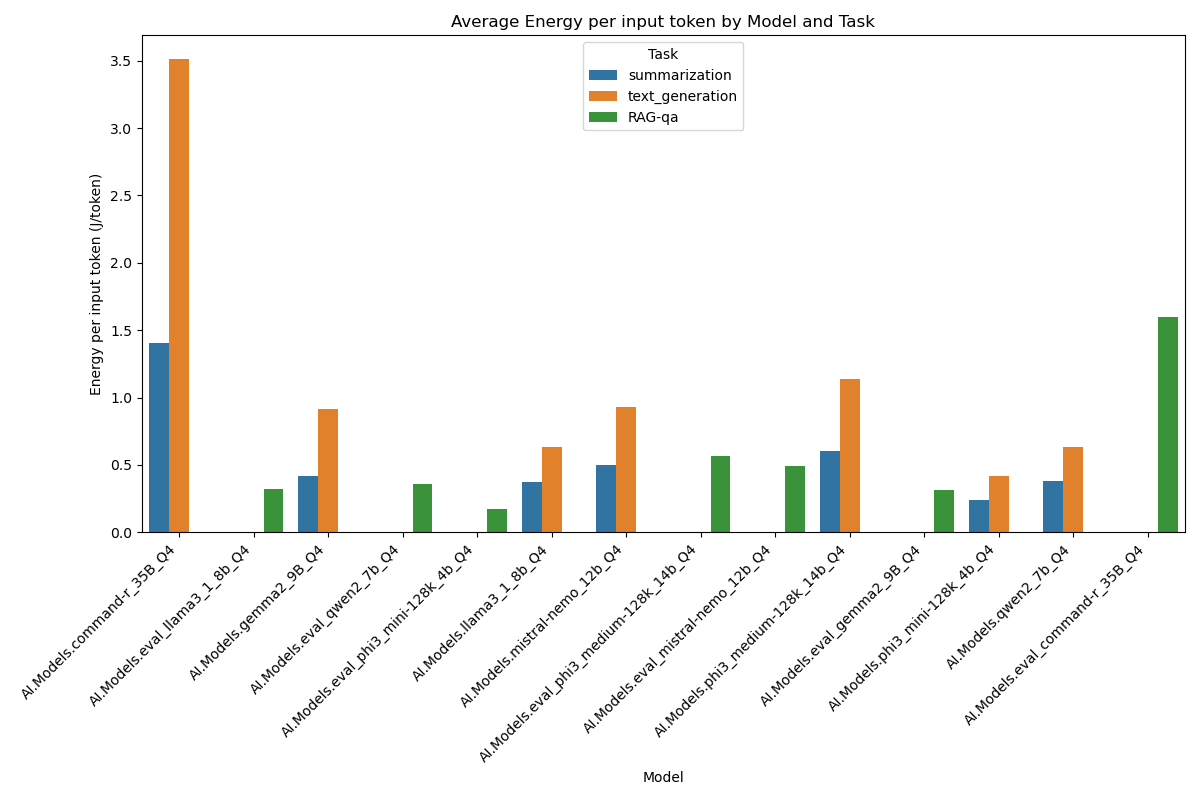 Average Energy per input token by Model and Task
Task
summarization
text_generation
RAG-qa
Energy per input token (J/token)
3.5
3.0
2.5
2.0
1.5
1.0
0.5
0.0
AI.Models.command-r_35B_Q4
AI.Models.eval_llama3_1_8b_Q4
AI.Models.gemma2_9B_Q4
AI.Models.eval_qwen2_7b_Q4
AI.Models.eval_phi3_mini-128k_4b_Q4
AI.Models.llama3_1_8b_Q4
AI.Models.mistral-nemo_12b_Q4
AI.Models.eval_phi3_medium-128k_14b_Q4
AI.Models.eval_mistral-nemo_12b_Q4
AI.Models.phi3_medium-128k_14b_Q4
AI.Models.eval_gemma2_9B_Q4
AI.Models.phi3_mini-128k_4b_Q4
AI.Models.qwen2_7b_Q4
AI.Models.eval_command-r_35B_Q4
Model